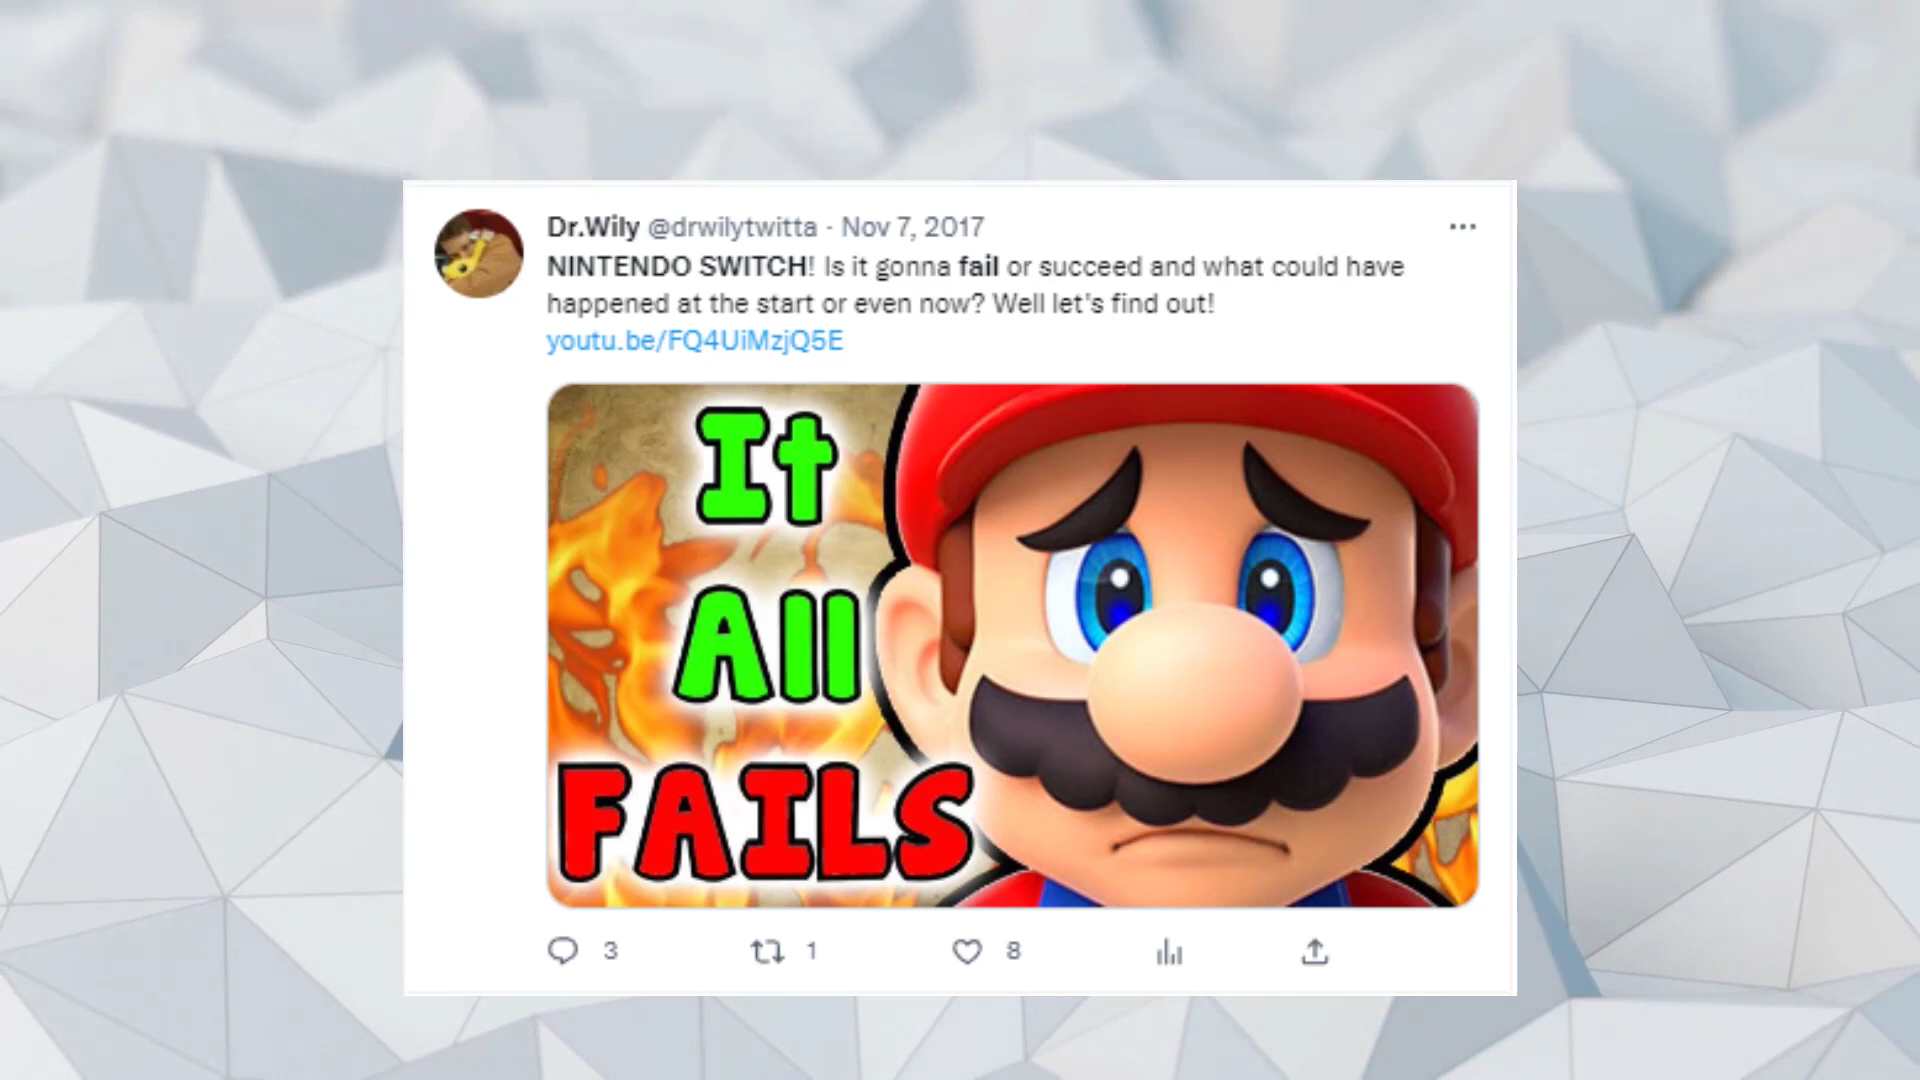 Dr.Wily @drwilytwitta · Nov 7, 2017
NINTENDO SWITCH! Is it gonna fail or succeed and what could have
happened at the start or even now? Well let's find out!
youtu.be/FQ4UiMzjQ5E
It
All
FAILS
3 1 8